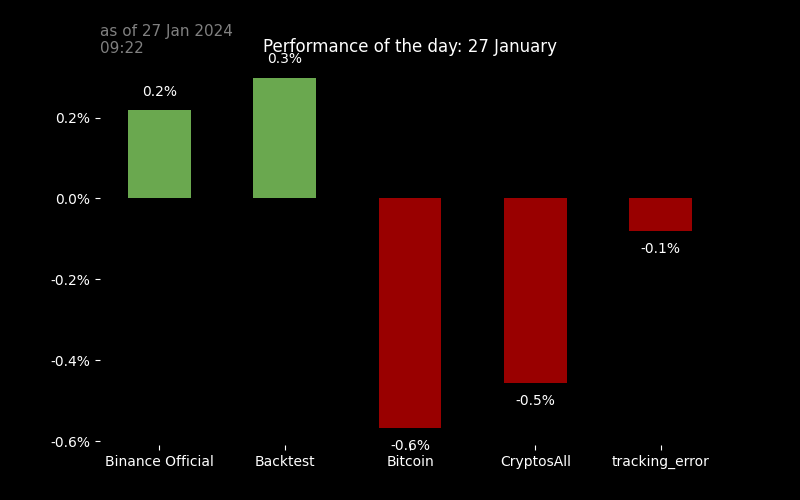 as of 27 Jan 2024
09:22
Performance of the day: 27 January
0.3%
0.2%
0.2%
0.0%
-0.1%
-0.2%
-0.4%
-0.5%
-0.6%
-0.6%
Binance Official
Backtest
Bitcoin
CryptosAll
tracking_error